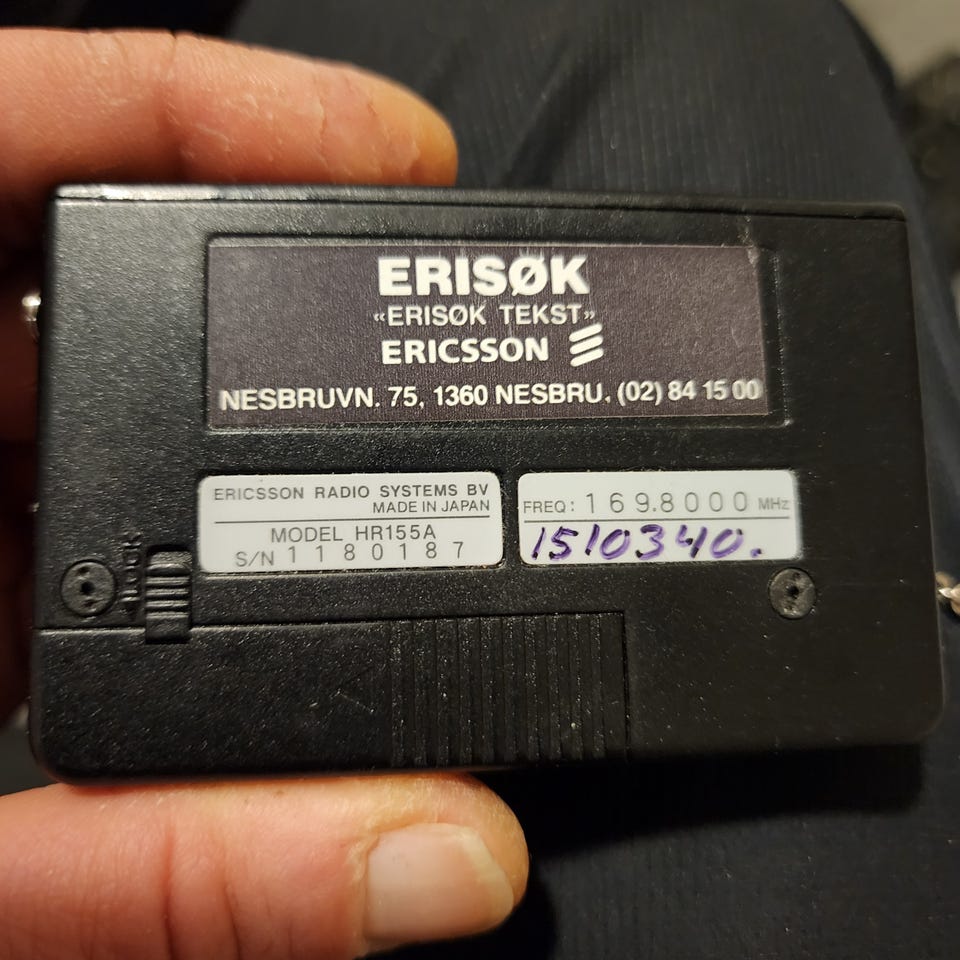 ERISØK
«ERISØK TEKST»
ERICSSON
NESBRUVN. 75, 1360 NESBRU, (02) 84 15 00
ERICSSON RADIO SYSTEMS BV
MADE IN JAPAN
MODEL HR155A
S/N 1180187
FREQ: 169.8000 MHz
1510340.
LOCK